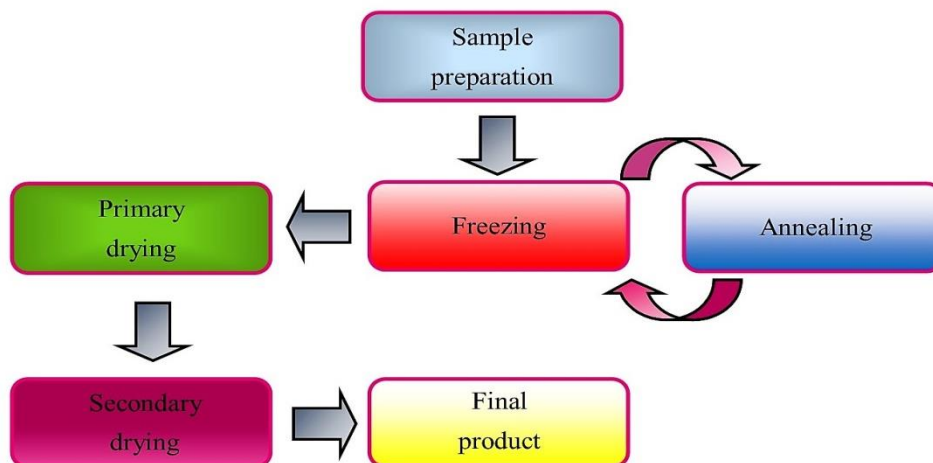 Sample
preparation
Primary
drying
Freezing
Annealing
Secondary
drying
Final
product